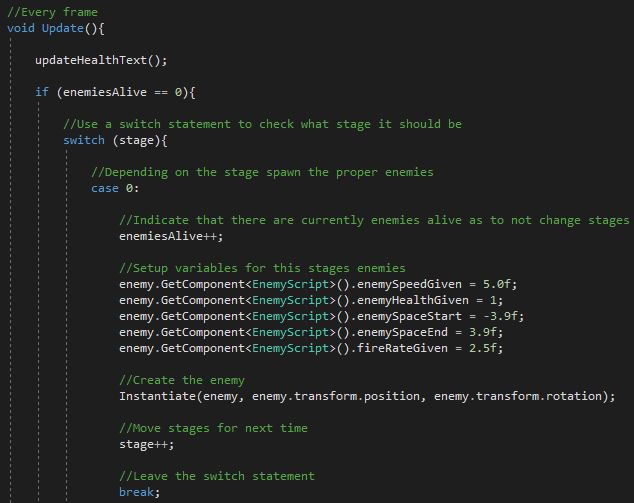 //Every frame
void Update(){
updateHealthText();
if (enemiesAlive == 0){
//Use a switch statement to check what stage it should be
switch (stage){
//Depending on the stage spawn the proper enemies
case 0:
//Indicate that there are currently enemies alive as to not change stages
enemiesAlive++;
//Setup variables for this stages enemies
enemy.GetComponent<EnemyScript>().enemySpeedGiven = 5.0f;
enemy.GetComponent<EnemyScript>().enemyHealthGiven = 1;
enemy.GetComponent<EnemyScript>().enemySpaceStart = -3.9f;
enemy.GetComponent<EnemyScript>().enemySpaceEnd = 3.9f;
enemy.GetComponent<EnemyScript>().fireRateGiven = 2.5f;
//Create the enemy
Instantiate(enemy, enemy.transform.position, enemy.transform.rotation);
//Move stages for next time
stage++;
//Leave the switch statement
break;